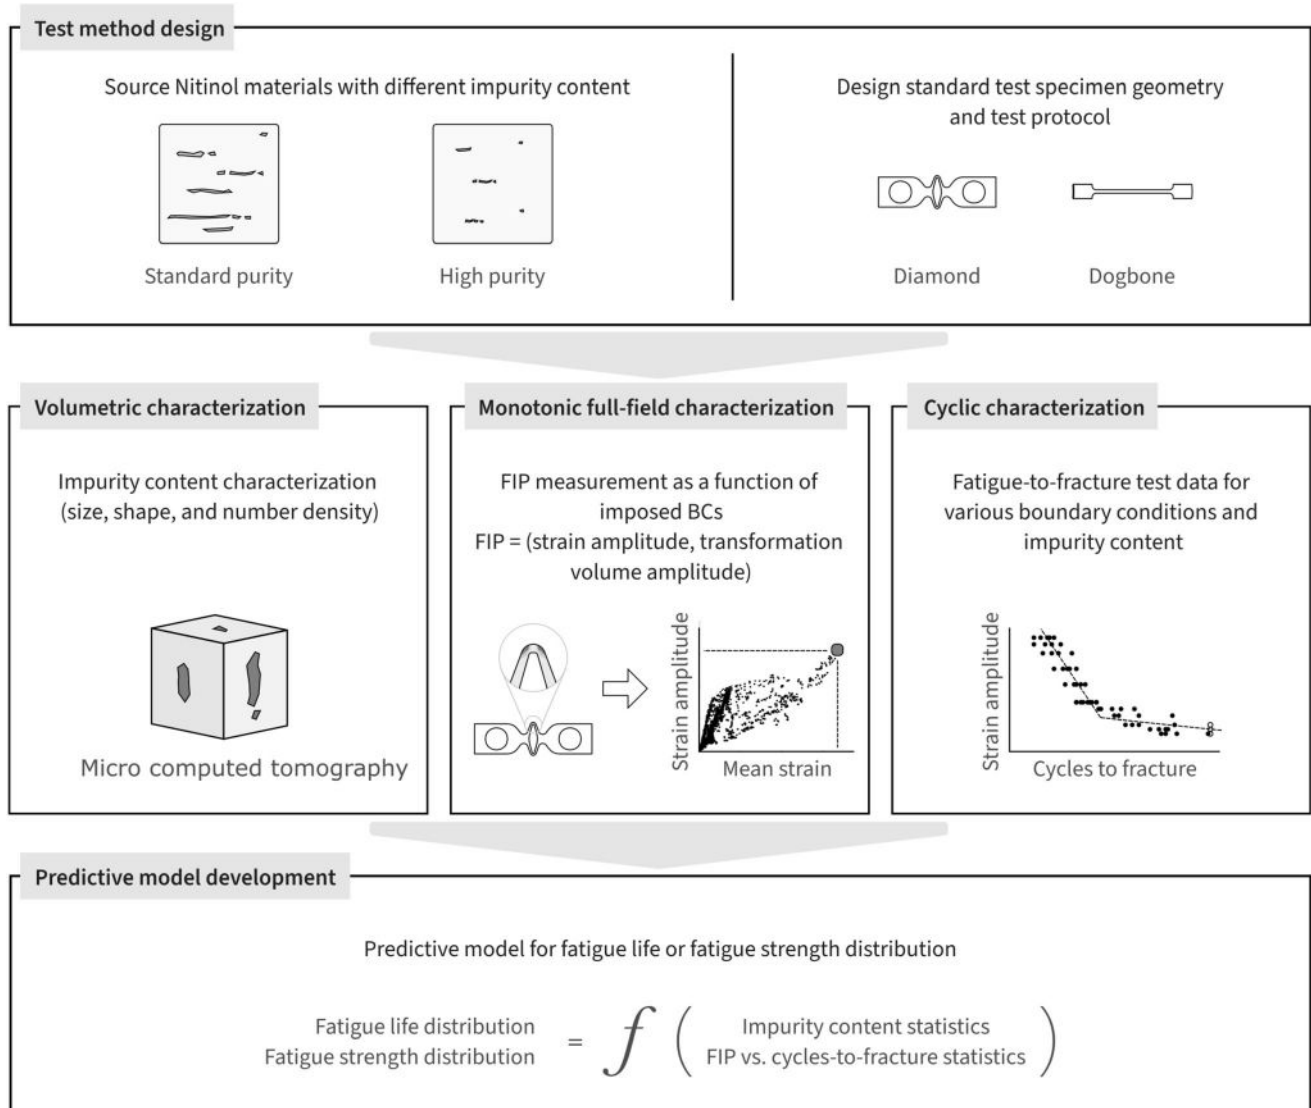 Test method design
Source Nitinol materials with different impurity content
Standard purity
High purity
Design standard test specimen geometry
and test protocol
Diamond
Dogbone
Volumetric characterization
Impurity content characterization
(size, shape, and number density)
Micro computed tomography
Monotonic full-field characterization
FIP measurement as a function of
imposed BCs
FIP = (strain amplitude, transformation
volume amplitude)
Strain amplitude
Mean strain
Cyclic characterization
Fatigue-to-fracture test data for
various boundary conditions and
impurity content
Strain amplitude
Cycles to fracture
Predictive model development
Predictive model for fatigue life or fatigue strength distribution
Fatigue life distribution
Fatigue strength distribution
= f (
Impurity content statistics
FIP vs. cycles-to-fracture statistics
)